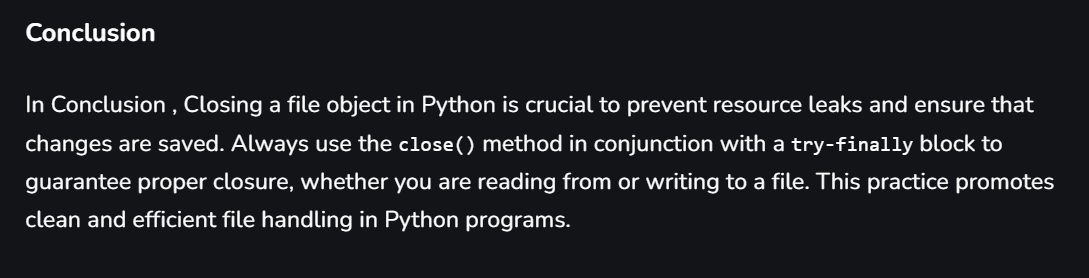 Conclusion
In Conclusion , Closing a file object in Python is crucial to prevent resource leaks and ensure that
changes are saved. Always use the close() method in conjunction with a try-finally block to
guarantee proper closure, whether you are reading from or writing to a file. This practice promotes
clean and efficient file handling in Python programs.